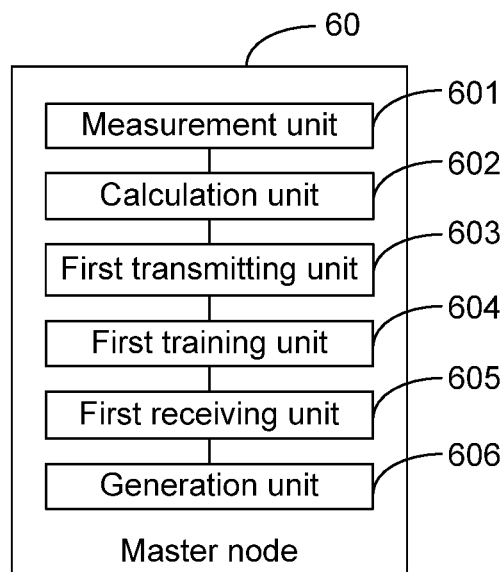 60
Measurement unit 601
Calculation unit 602
First transmitting unit 603
First training unit 604
First receiving unit 605
Generation unit 606
Master node